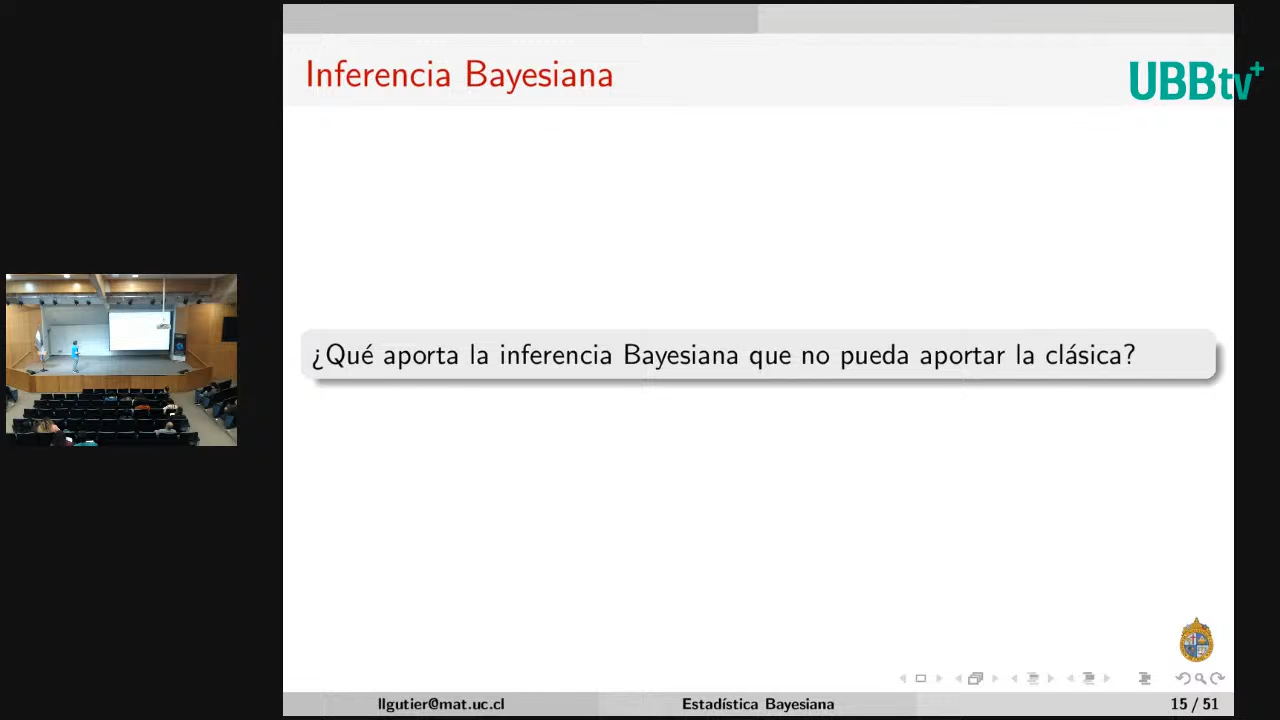 Inferencia Bayesiana
UBBtv+
¿Qué aporta la inferencia Bayesiana que no pueda aportar la clásica?
llgutier@mat.uc.cl
Estadística Bayesiana
15 / 51